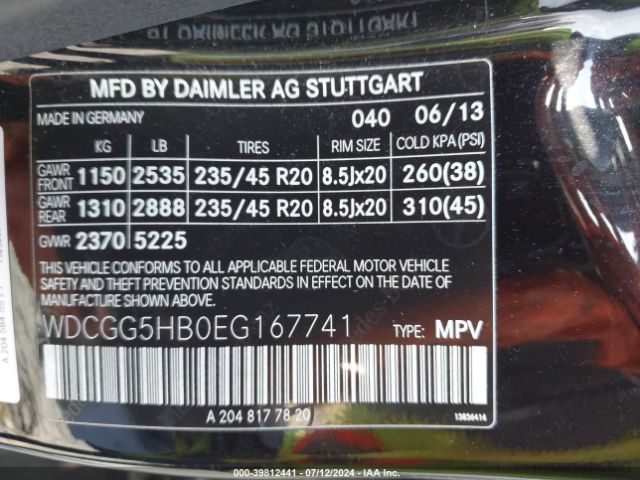 MFD BY DAIMLER AG STUTTGART
MADE IN GERMANY 040 06/13
KG LB TIRES RIM SIZE COLD KPA (PSI)
GAWR FRONT 1150 2535 235/45 R20 8.5Jx20 260(38)
GAWR REAR 1310 2888 235/45 R20 8.5Jx20 310(45)
GVWR 2370 5225
THIS VEHICLE CONFORMS TO ALL APPLICABLE FEDERAL MOTOR VEHICLE
SAFETY AND THEFT PREVENTION STANDARDS IN EFFECT ON THE DATE
OF MANUFACTURE SHOWN ABOVE.
WDCGG5HB0EG167741 TYPE: MPV
A 204 817 78 20
13836414
000-39812441 - 07/12/2024 - IAA Inc.